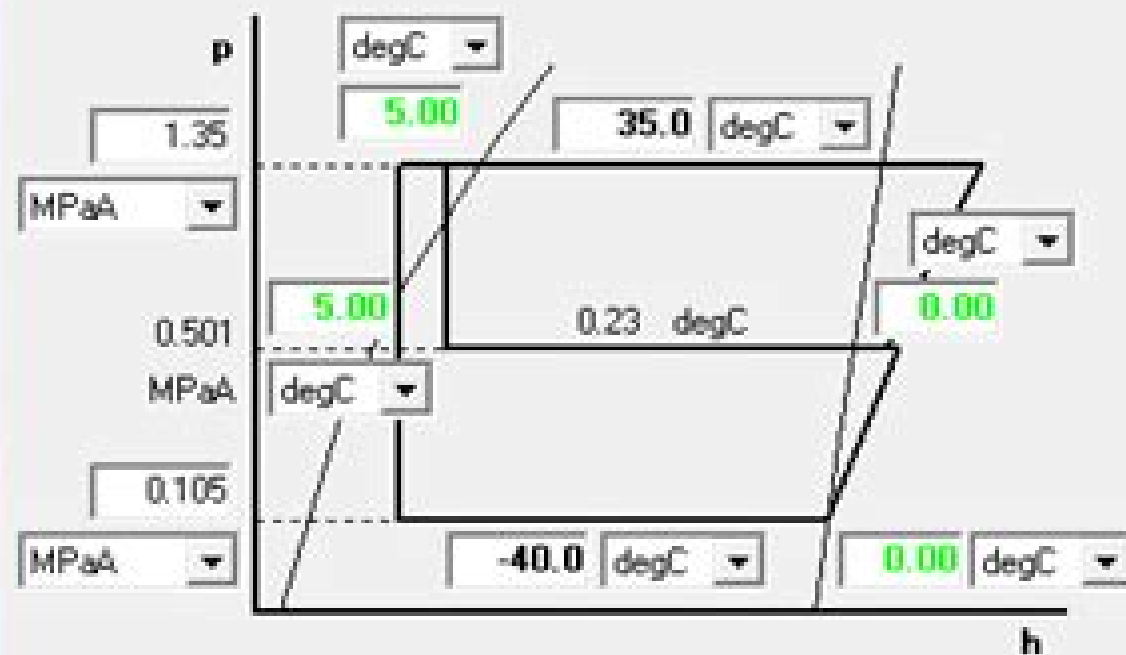 p
degC
5.00
1.35
35.0 degC
MPaA
degC
5.00
0.00
0.23 degC
0.501
MPaA
degC
0.105
MPaA
-40.0 degC
0.00 degC
h